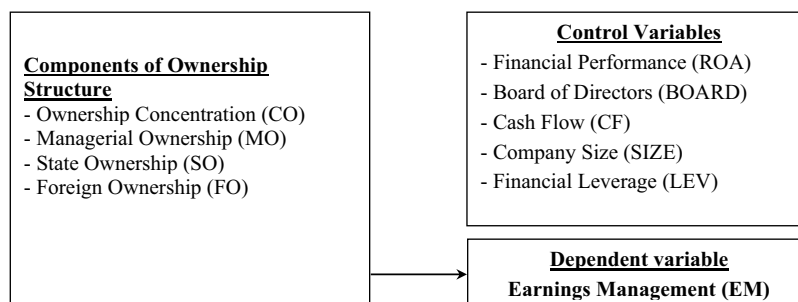 Components of Ownership
Structure
- Ownership Concentration (CO)
- Managerial Ownership (MO)
- State Ownership (SO)
- Foreign Ownership (FO)
Control Variables
- Financial Performance (ROA)
- Board of Directors (BOARD)
- Cash Flow (CF)
- Company Size (SIZE)
- Financial Leverage (LEV)
Dependent variable
Earnings Management (EM)